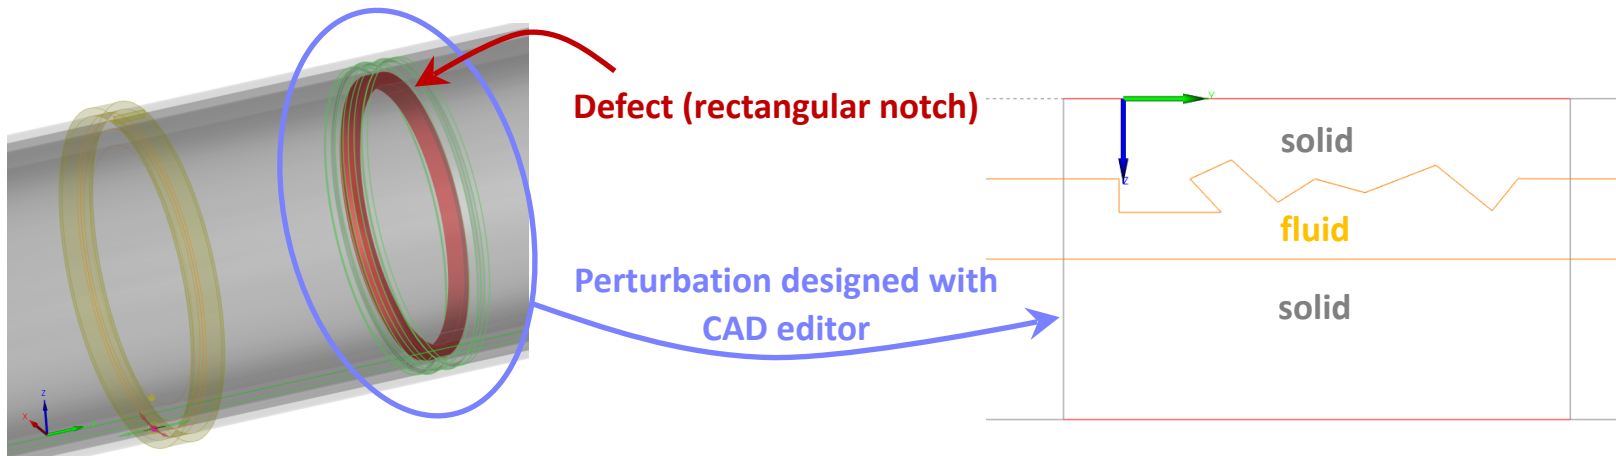 Defect (rectangular notch)
Perturbation designed with
CAD editor
Z
X
Y
Z
solid
fluid
solid